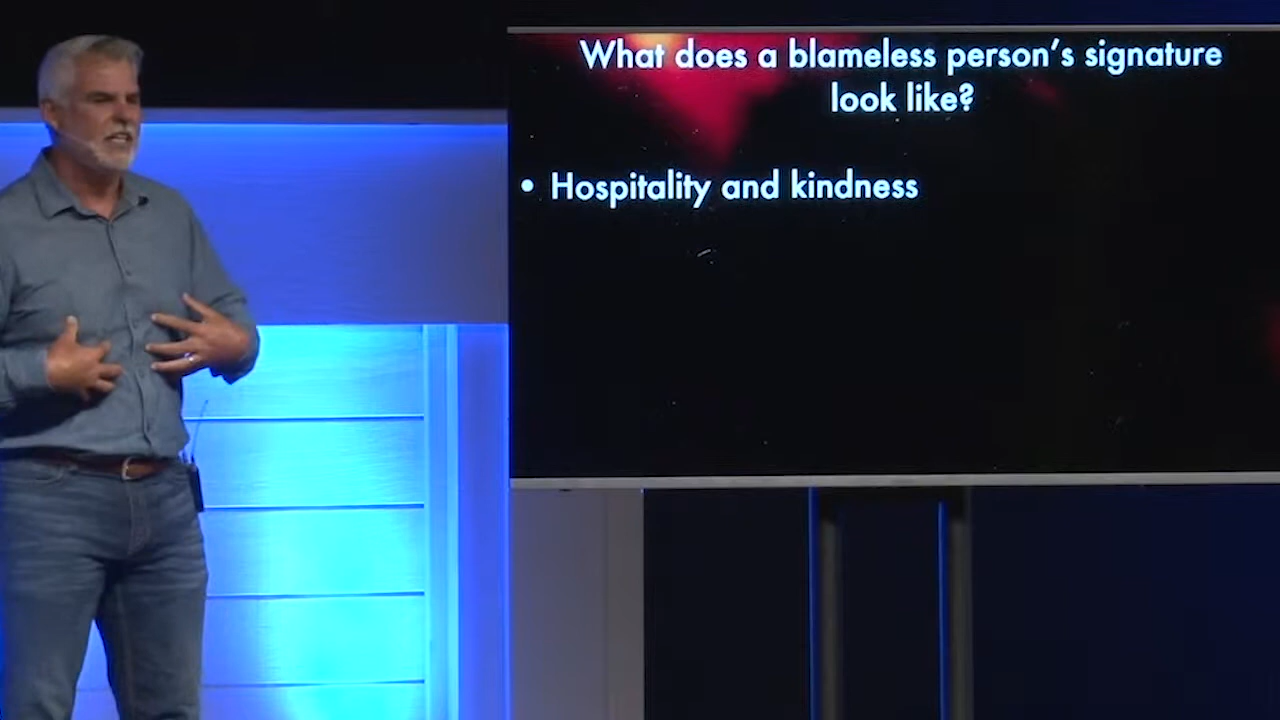 What does a blameless person's signature
look like?
• Hospitality and kindness